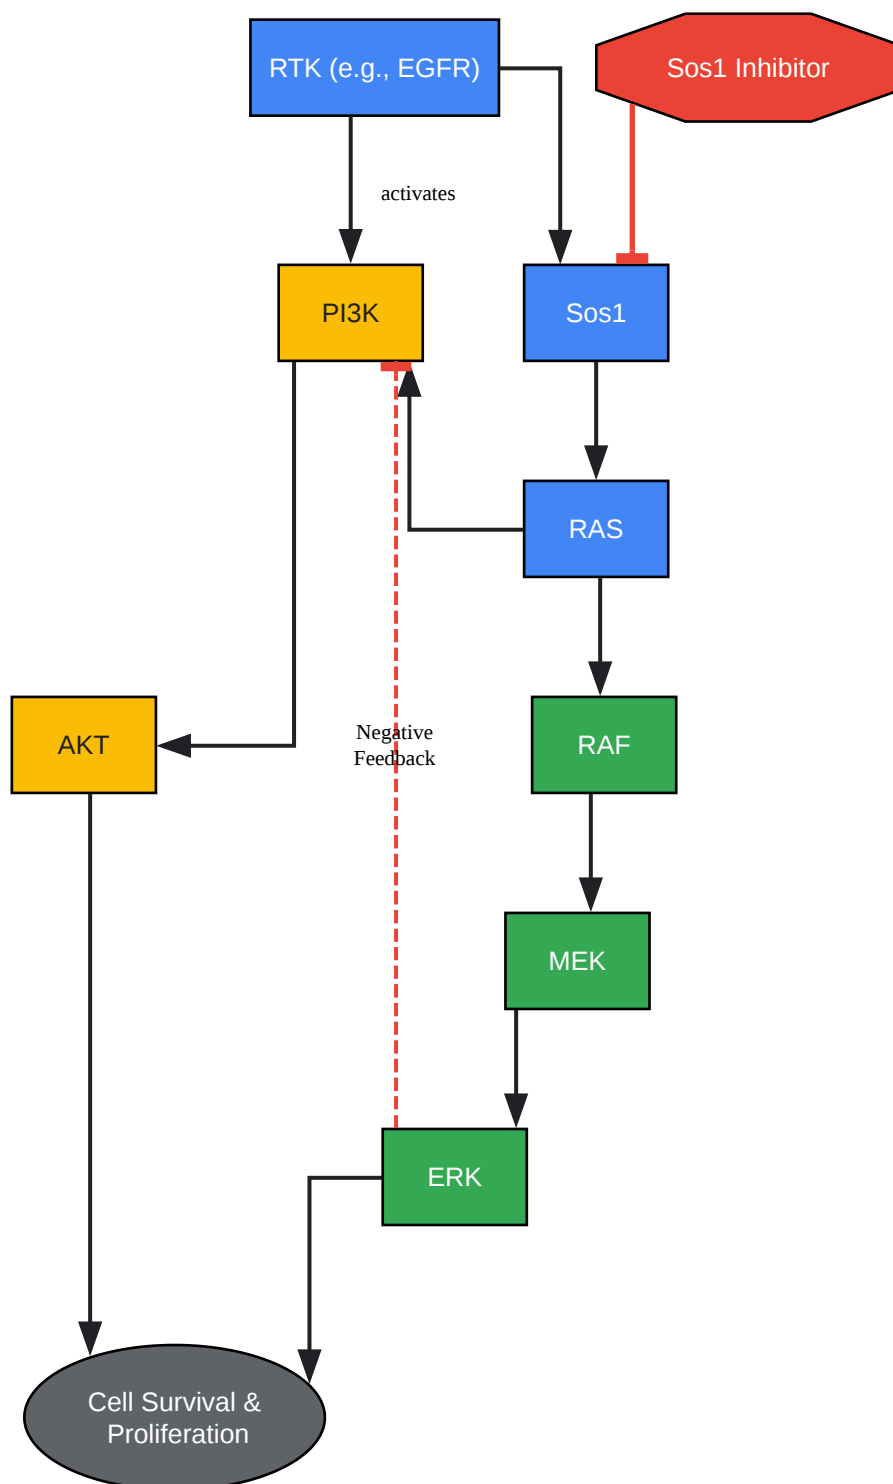 RTK (e.g., EGFR)
Sos1 Inhibitor
activates
PI3K
Sos1
RAS
AKT
Negative
Feedback
RAF
MEK
ERK
Cell Survival &
Proliferation